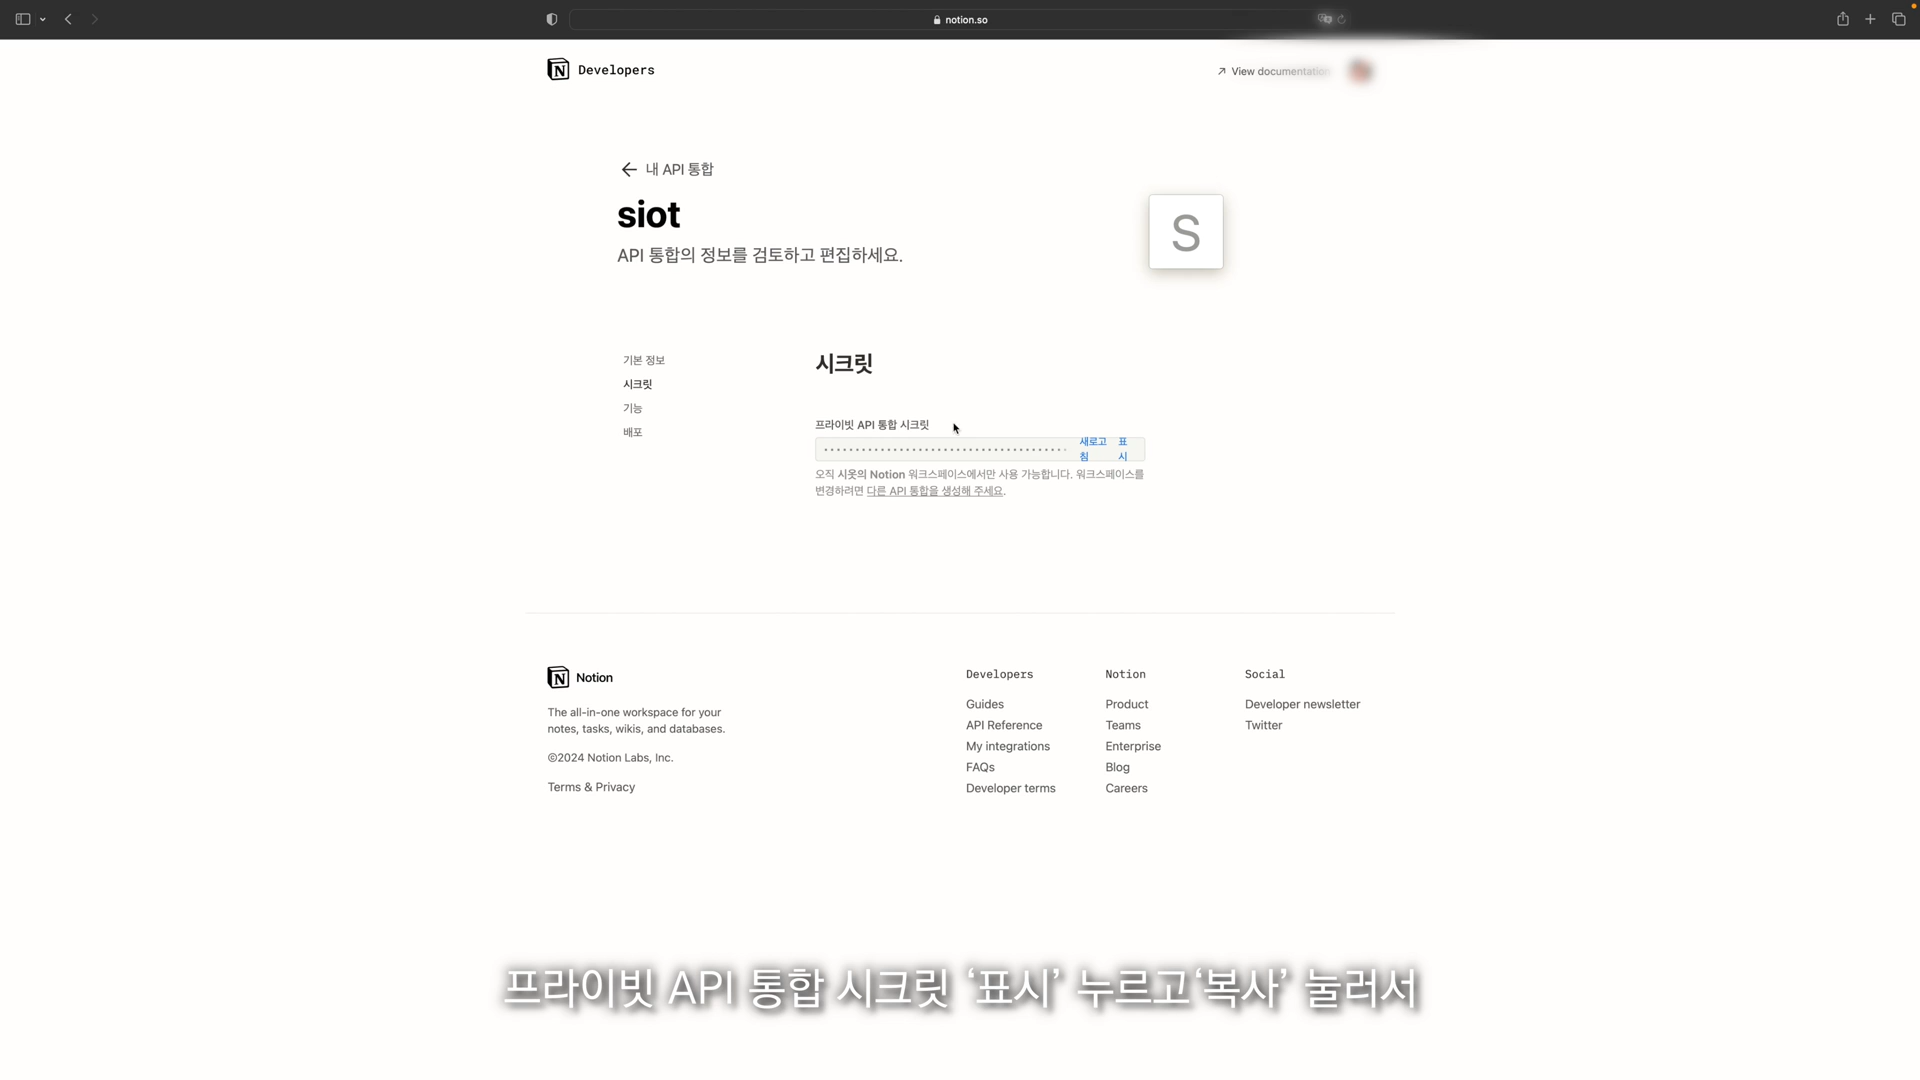 notion.so
Developers
View documentation
내 API 통합
siot
API 통합의 정보를 검토하고 편집하세요.
S
기본 정보
시크릿
기능
배포
시크릿
프라이빗 API 통합 시크릿
새로고침
표시
오직 시옷의 Notion 워크스페이스에서만 사용 가능합니다. 워크스페이스를
변경하려면 다른 API 통합을 생성해 주세요.
Notion
The all-in-one workspace for your
notes, tasks, wikis, and databases.
©2024 Notion Labs, Inc.
Terms & Privacy
Developers
Guides
API Reference
My integrations
FAQs
Developer terms
Notion
Product
Teams
Enterprise
Blog
Careers
Social
Developer newsletter
Twitter
프라이빗 API 통합 시크릿 ‘표시’ 누르고 ‘복사’ 눌러서